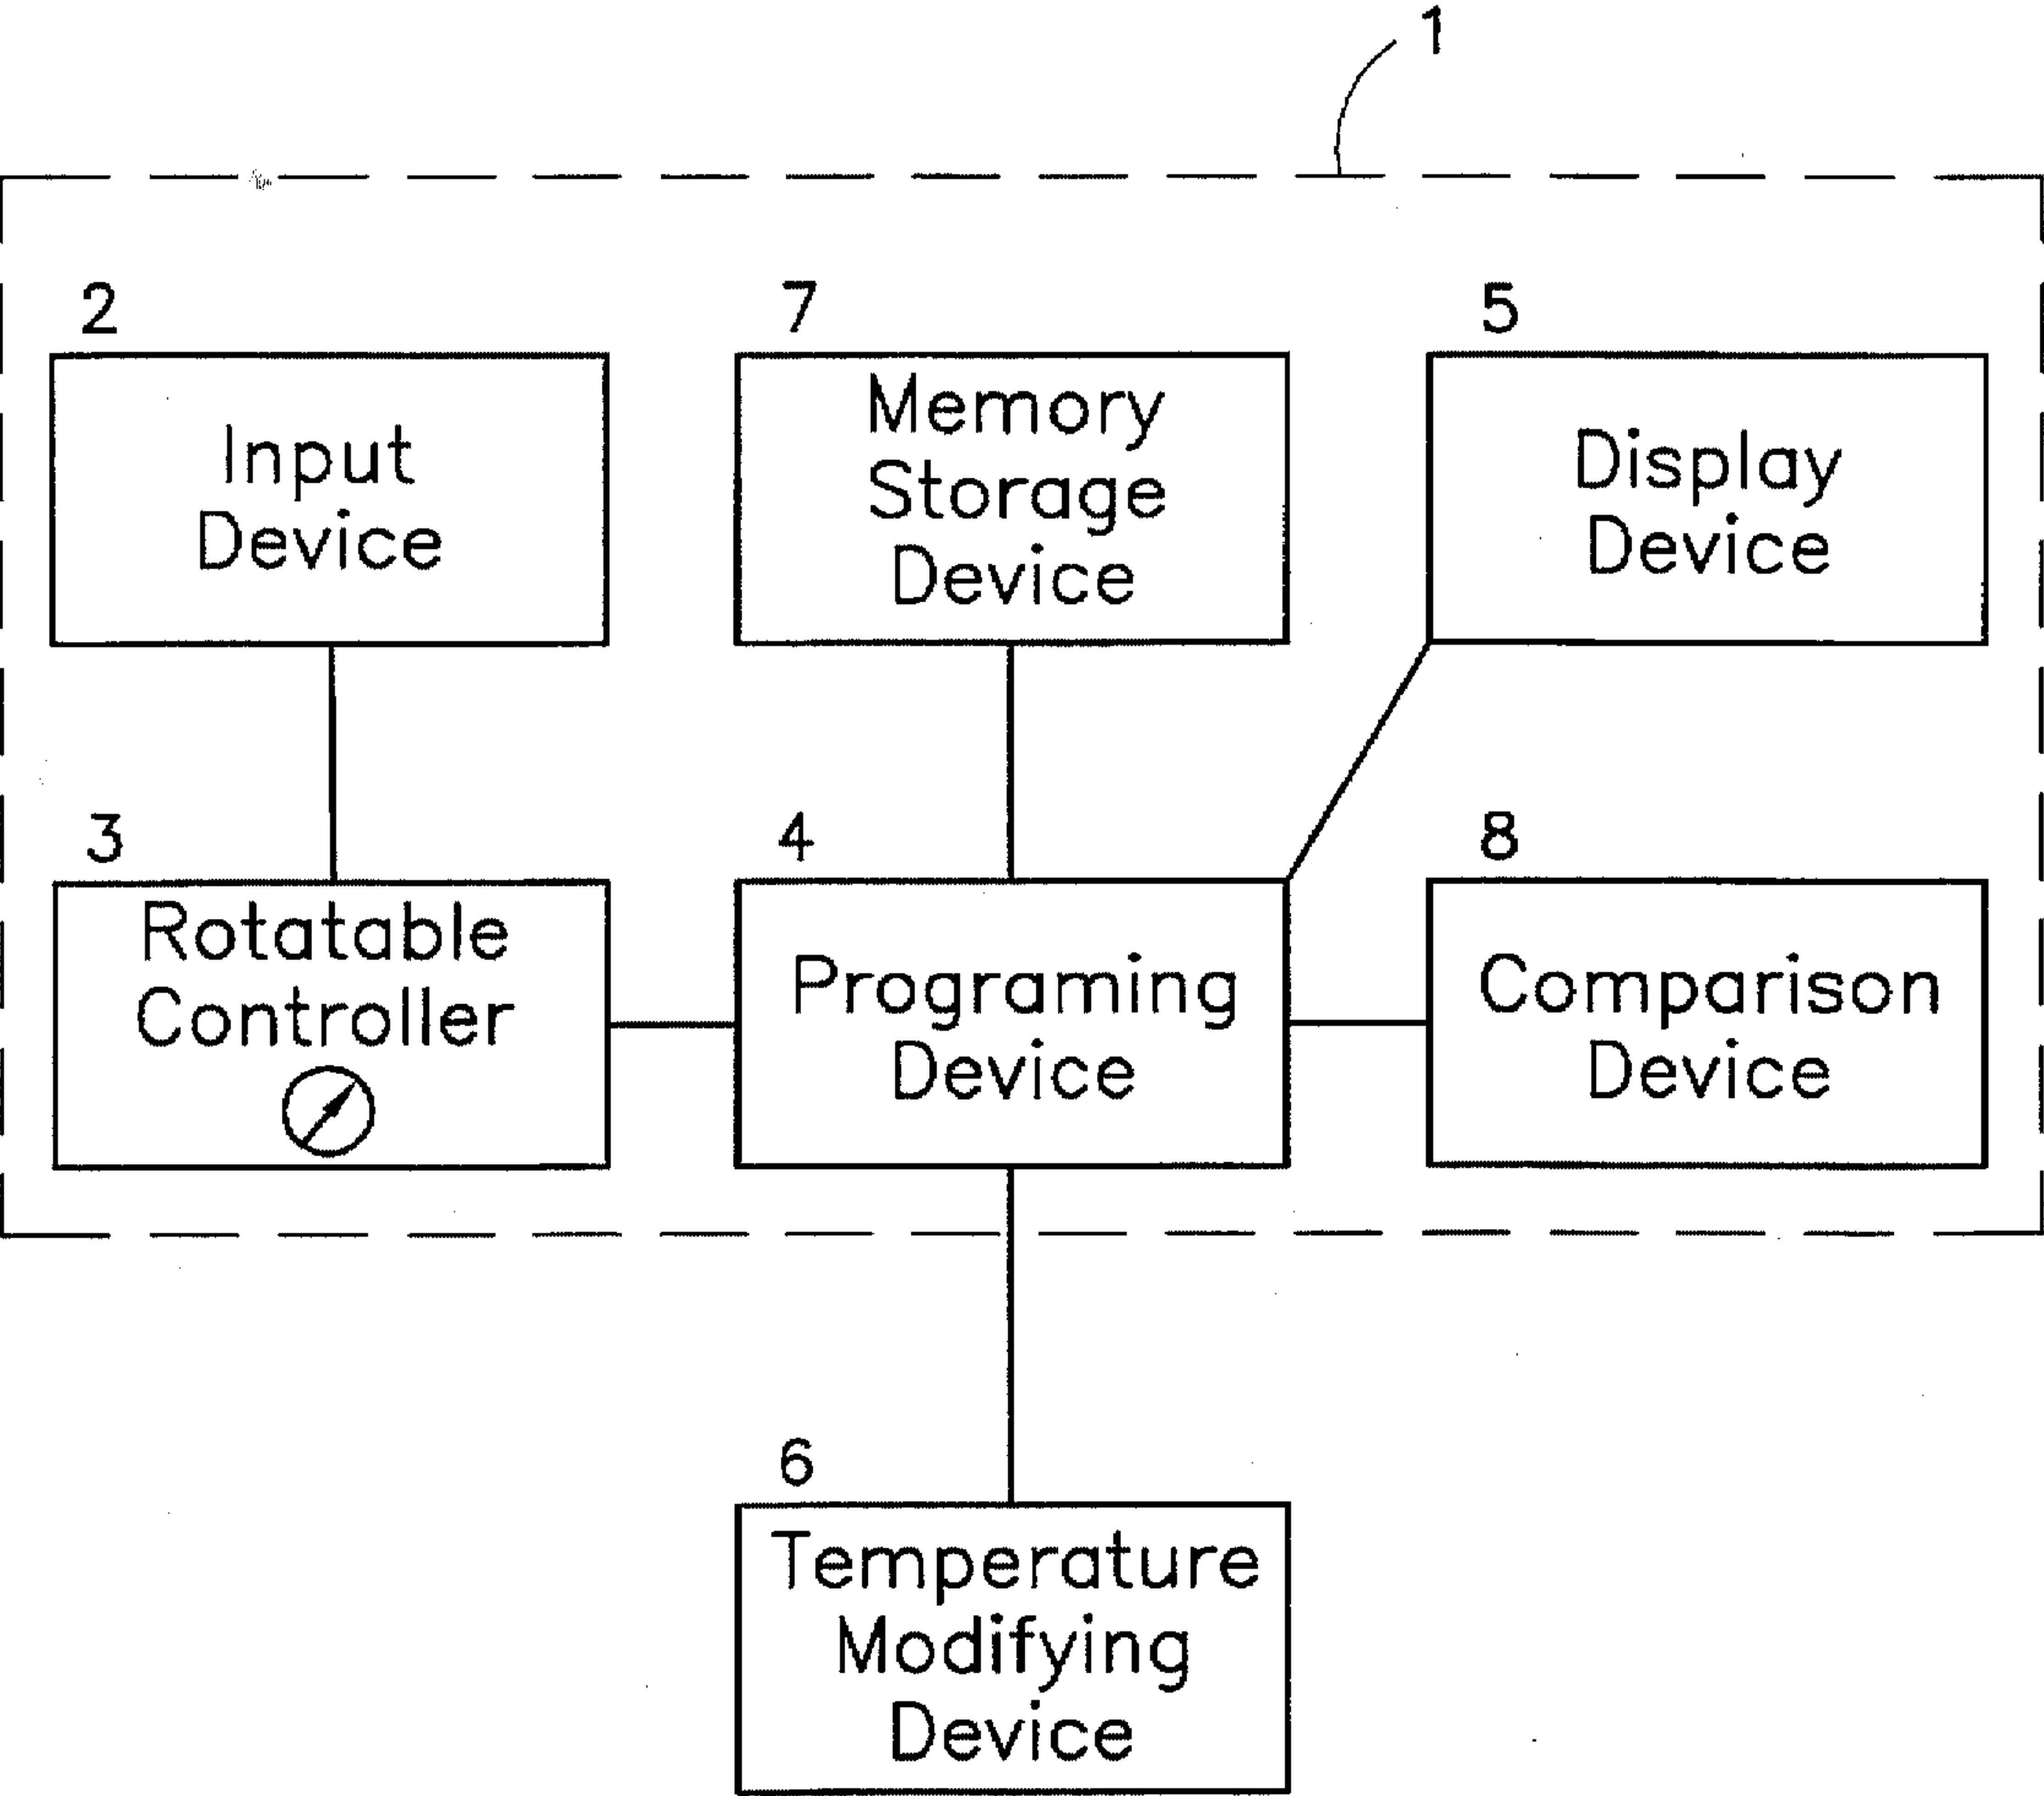 1
2
Input
Device
7
Memory
Storage
Device
5
Display
Device
3
Rotatable
Controller
4
Programing
Device
8
Comparison
Device
6
Temperature
Modifying
Device